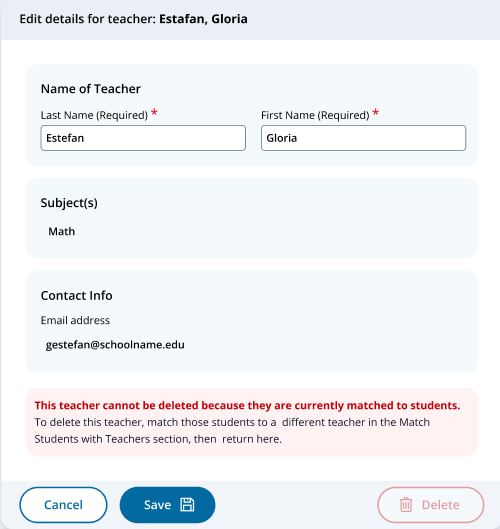 Edit details for teacher: Estafan, Gloria
Name of Teacher
Last Name (Required) * First Name (Required) *
Estefan Gloria
Subject(s)
Math
Contact Info
Email address
gestefan@schoolname.edu
This teacher cannot be deleted because they are currently matched to students.
To delete this teacher, match those students to a different teacher in the Match
Students with Teachers section, then return here.
Cancel Save Delete